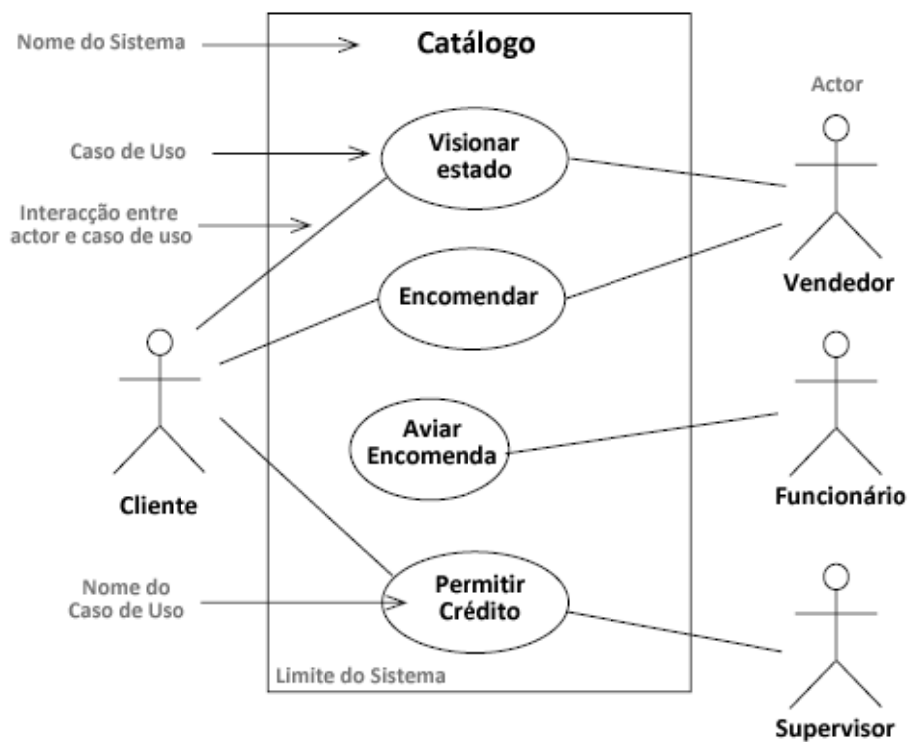 Nome do Sistema
Catálogo
Actor
Caso de Uso
Visionar
estado
Interacção entre
actor e caso de uso
Encomendar
Vendedor
Aviar
Encomenda
Cliente
Funcionário
Nome do
Caso de Uso
Permitir
Crédito
Limite do Sistema
Supervisor